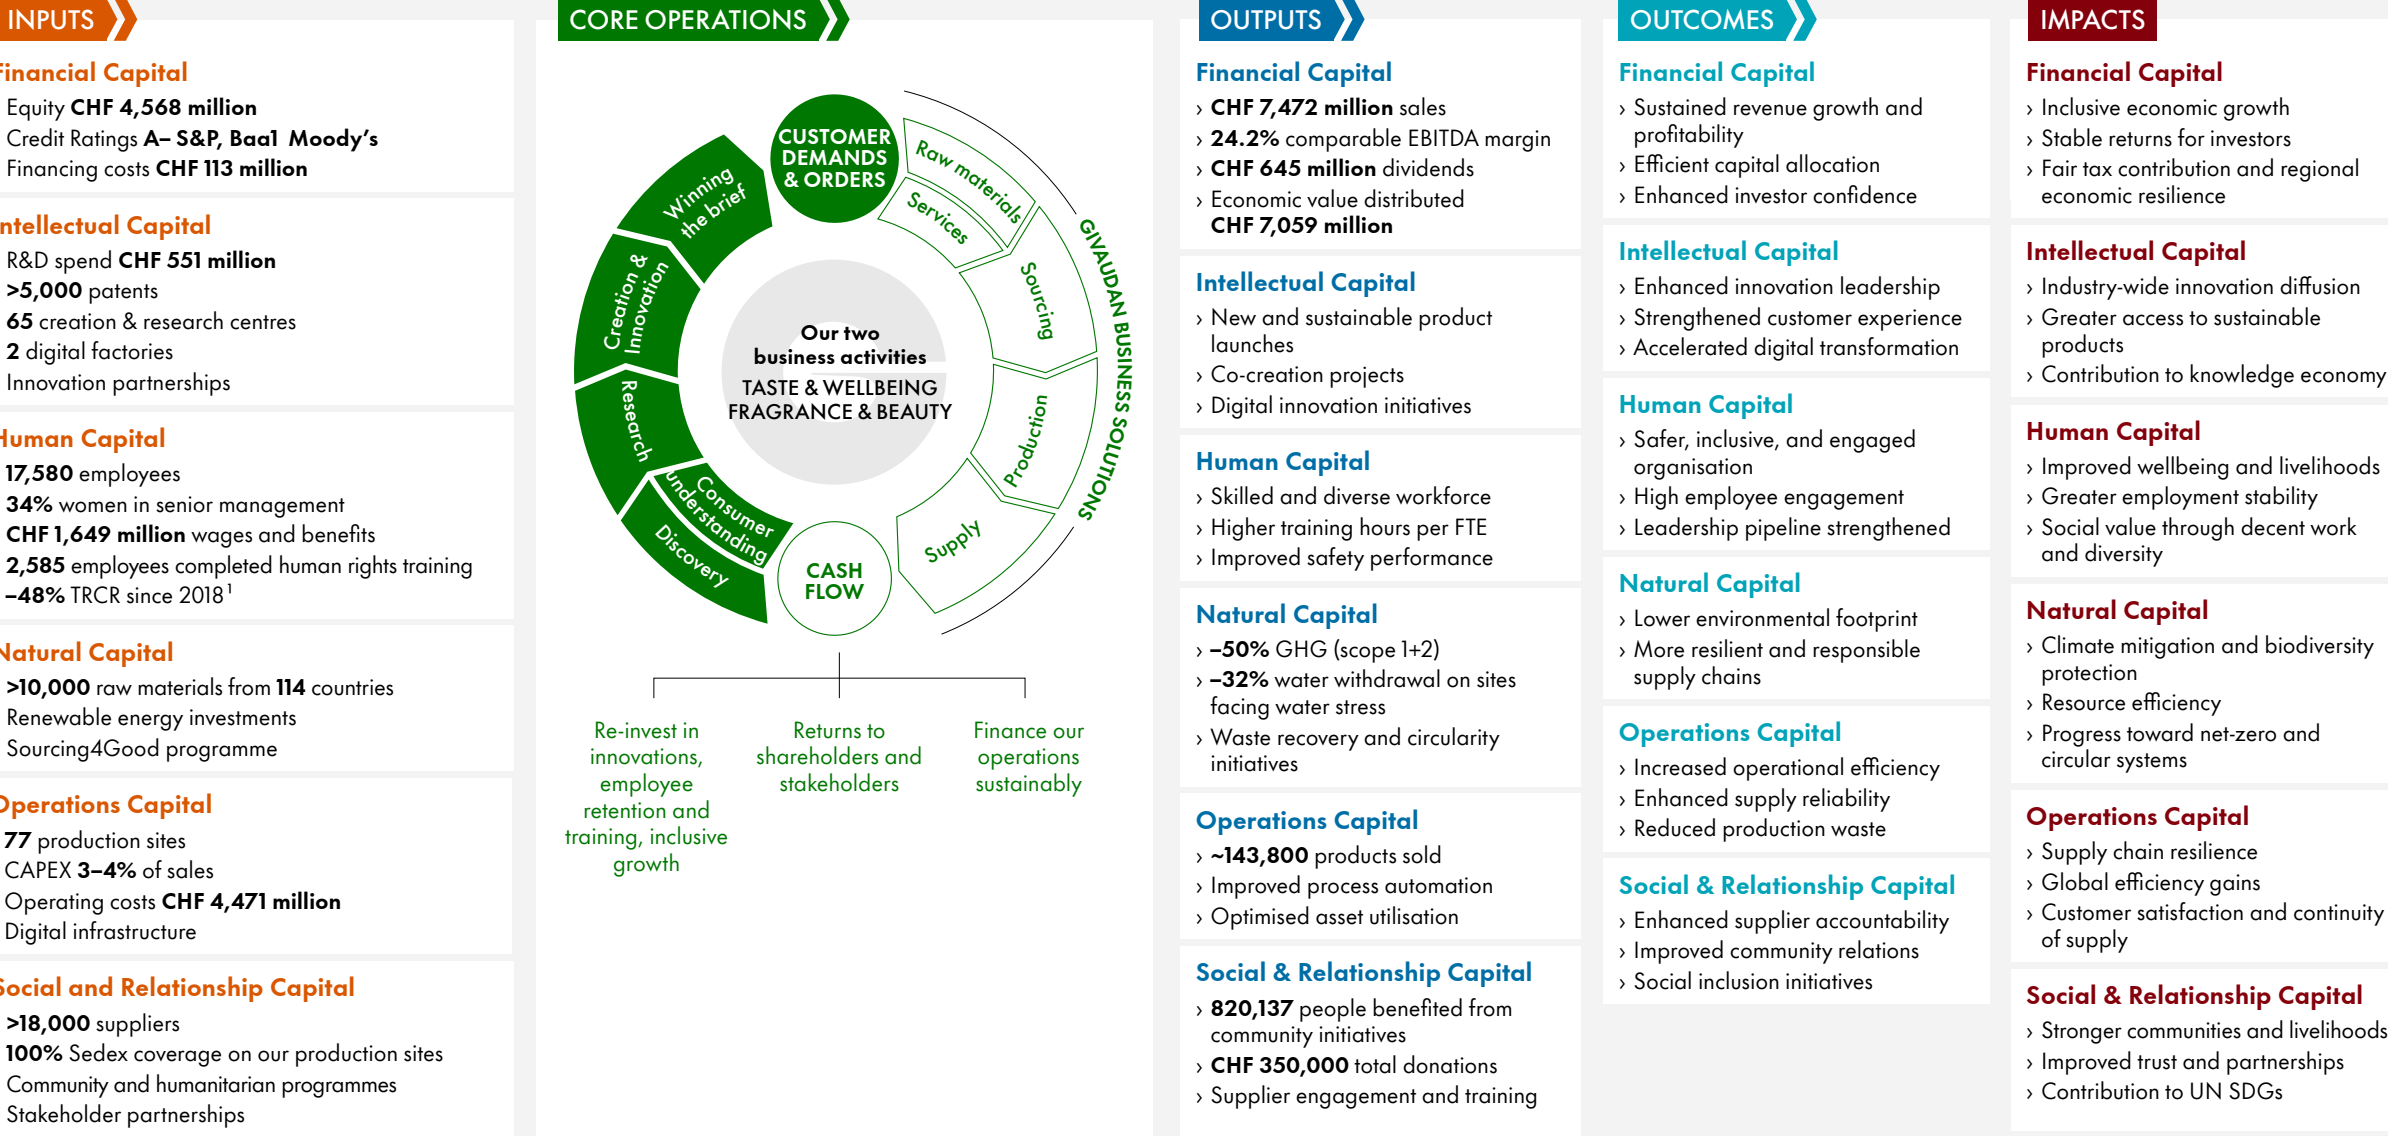 INPUTS
Financial Capital
Equity CHF 4,568 million
Credit Ratings A– S&P, Baa1 Moody's
Financing costs CHF 113 million
Intellectual Capital
R&D spend CHF 551 million
>5,000 patents
65 creation & research centres
2 digital factories
Innovation partnerships
Human Capital
17,580 employees
34% women in senior management
CHF 1,649 million wages and benefits
2,585 employees completed human rights training
–48% TRCR since 2018¹
Natural Capital
>10,000 raw materials from 114 countries
Renewable energy investments
Sourcing4Good programme
Operations Capital
77 production sites
CAPEX 3–4% of sales
Operating costs CHF 4,471 million
Digital infrastructure
Social and Relationship Capital
>18,000 suppliers
100% Sedex coverage on our production sites
Community and humanitarian programmes
Stakeholder partnerships
CORE OPERATIONS
CUSTOMER
DEMANDS
& ORDERS
Raw materials
Services
Sourcing
Production
Supply
GIVAUDAN BUSINESS SOLUTIONS
Winning
the brief
Creation &
Innovation
Research
Consumer
understanding
Discovery
Our two
business activities
TASTE & WELLBEING
FRAGRANCE & BEAUTY
CASH
FLOW
Re-invest in
innovations,
employee
retention and
training, inclusive
growth
Returns to
shareholders and
stakeholders
Finance our
operations
sustainably
OUTPUTS
Financial Capital
› CHF 7,472 million sales
› 24.2% comparable EBITDA margin
› CHF 645 million dividends
› Economic value distributed
CHF 7,059 million
Intellectual Capital
› New and sustainable product
launches
› Co-creation projects
› Digital innovation initiatives
Human Capital
› Skilled and diverse workforce
› Higher training hours per FTE
› Improved safety performance
Natural Capital
› –50% GHG (scope 1+2)
› –32% water withdrawal on sites
facing water stress
› Waste recovery and circularity
initiatives
Operations Capital
› ~143,800 products sold
› Improved process automation
› Optimised asset utilisation
Social & Relationship Capital
› 820,137 people benefited from
community initiatives
› CHF 350,000 total donations
› Supplier engagement and training
OUTCOMES
Financial Capital
› Sustained revenue growth and
profitability
› Efficient capital allocation
› Enhanced investor confidence
Intellectual Capital
› Enhanced innovation leadership
› Strengthened customer experience
› Accelerated digital transformation
Human Capital
› Safer, inclusive, and engaged
organisation
› High employee engagement
› Leadership pipeline strengthened
Natural Capital
› Lower environmental footprint
› More resilient and responsible
supply chains
Operations Capital
› Increased operational efficiency
› Enhanced supply reliability
› Reduced production waste
Social & Relationship Capital
› Enhanced supplier accountability
› Improved community relations
› Social inclusion initiatives
IMPACTS
Financial Capital
› Inclusive economic growth
› Stable returns for investors
› Fair tax contribution and regional
economic resilience
Intellectual Capital
› Industry-wide innovation diffusion
› Greater access to sustainable
products
› Contribution to knowledge economy
Human Capital
› Improved wellbeing and livelihoods
› Greater employment stability
› Social value through decent work
and diversity
Natural Capital
› Climate mitigation and biodiversity
protection
› Resource efficiency
› Progress toward net-zero and
circular systems
Operations Capital
› Supply chain resilience
› Global efficiency gains
› Customer satisfaction and continuity
of supply
Social & Relationship Capital
› Stronger communities and livelihoods
› Improved trust and partnerships
› Contribution to UN SDGs